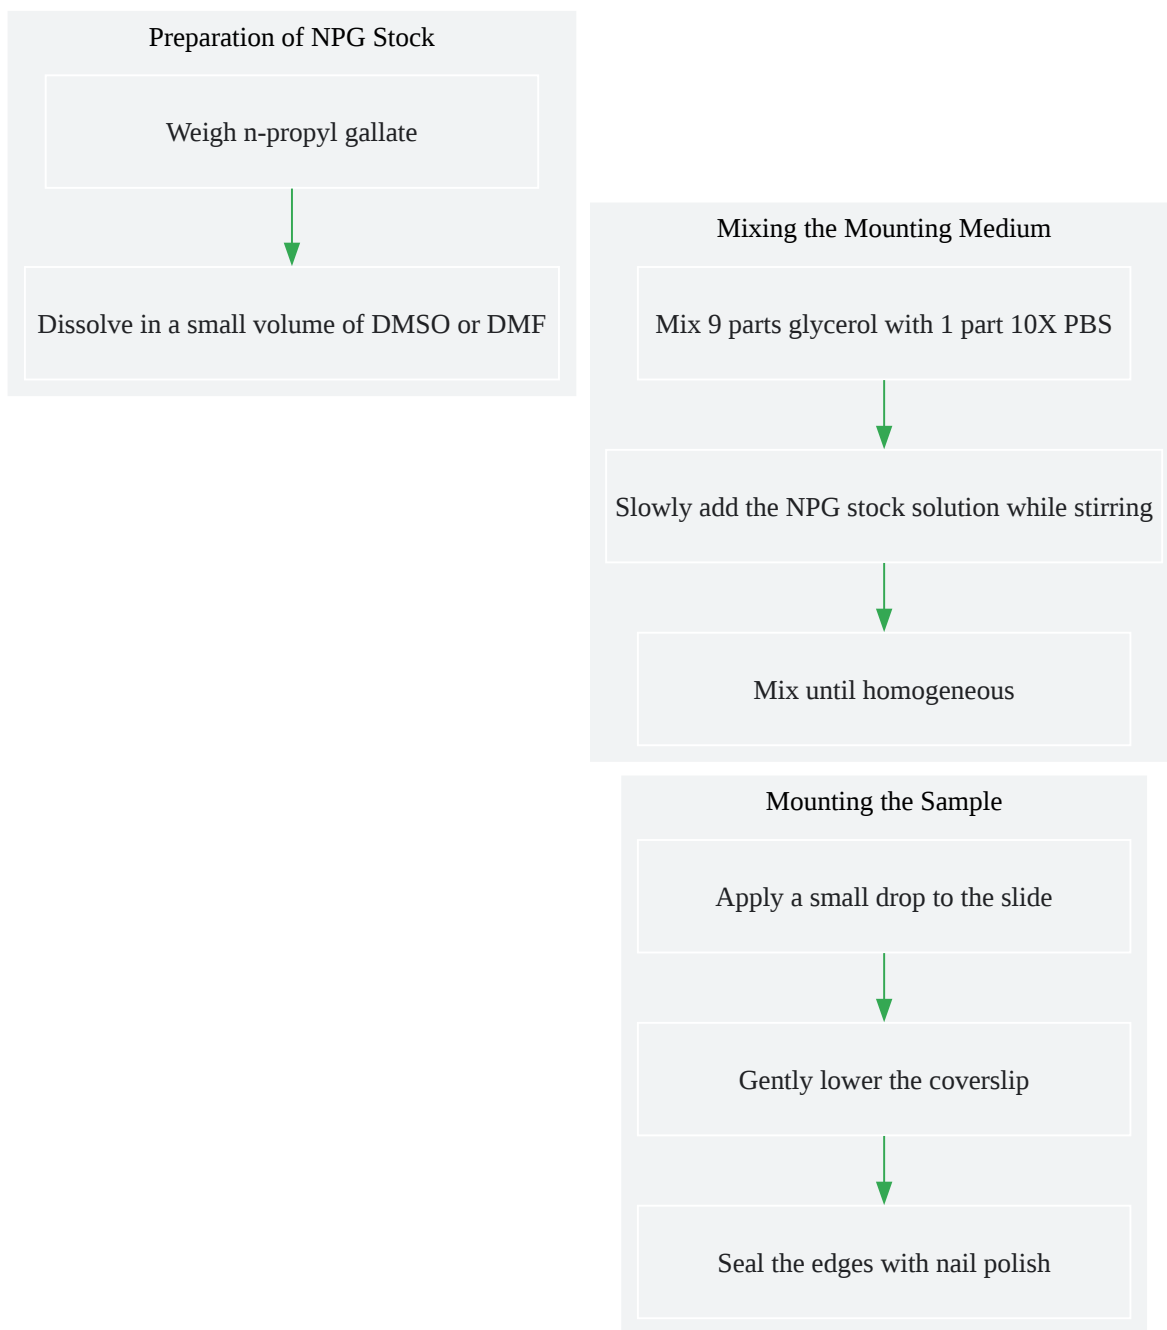 Preparation of NPG Stock
Weigh n-propyl gallate
Dissolve in a small volume of DMSO or DMF
Mixing the Mounting Medium
Mix 9 parts glycerol with 1 part 10X PBS
Slowly add the NPG stock solution while stirring
Mix until homogeneous
Mounting the Sample
Apply a small drop to the slide
Gently lower the coverslip
Seal the edges with nail polish